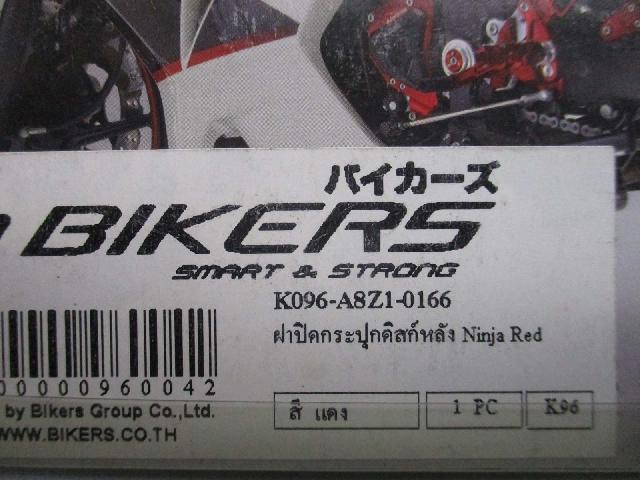 バイカーズ
BIKERS
SMART & STRONG
K096-A8Z1-0166
ฝาปิดกระปุกดิสก์หลัง Ninja Red
0000960042
by Bikers Group Co.,Ltd.
WWW.BIKERS.CO.TH
สี แดง
1 PC
K96